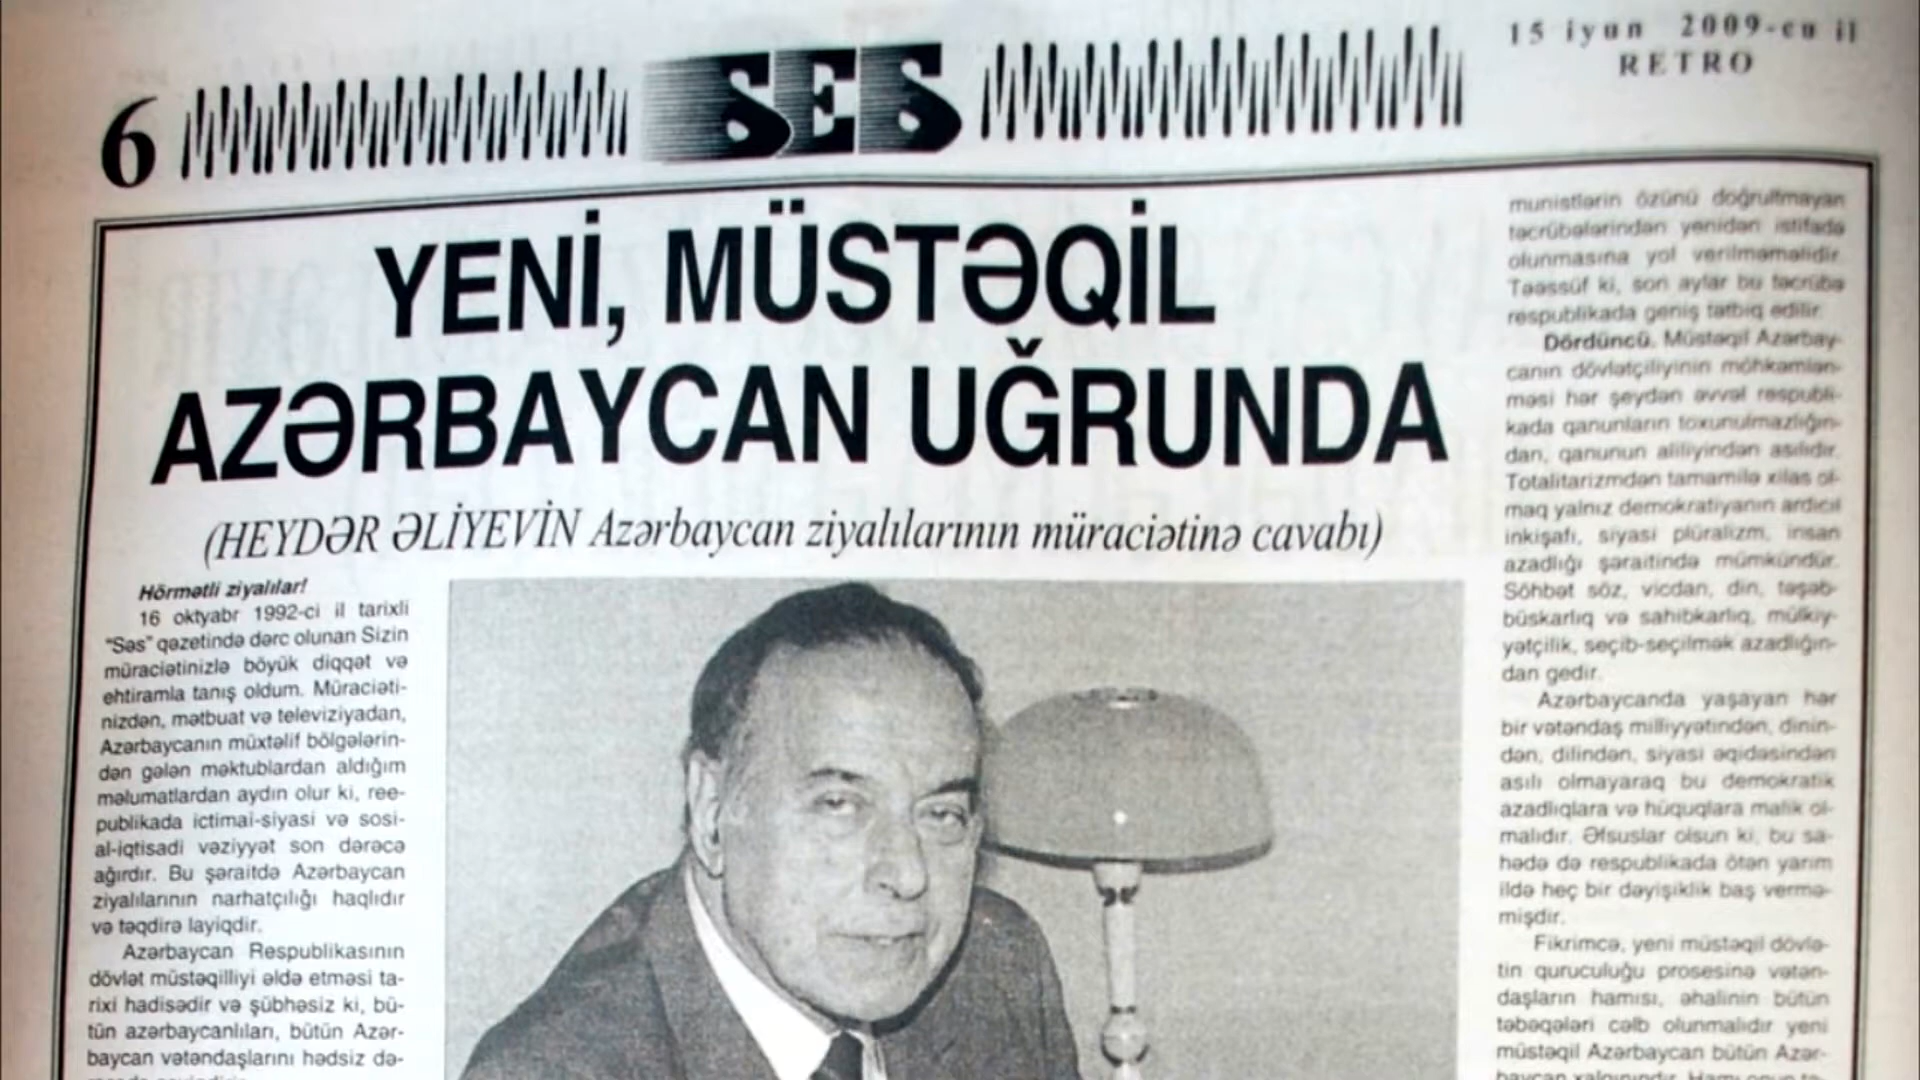 6
SES
15 iyun 2009-cu il
RETRO
YENİ, MÜSTƏQİL
AZƏRBAYCAN UĞRUNDA
(HEYDƏR ƏLİYEVİN Azərbaycan ziyalılarının müraciətinə cavabı)
Hörmətli ziyalılar!
16 oktyabr 1992-ci il tarixli
“Səs” qəzetində dərc olunan Sizin
müraciətinizlə böyük diqqət və
ehtiramla tanış oldum. Müraciəti-
nizdən, mətbuat və televiziyadan,
Azərbaycanın müxtəlif bölgələrin-
dən gələn məktublardan aldığım
məlumatlardan aydın olur ki, ree-
publikada ictimai-siyasi və sosi-
al-iqtisadi vəziyyət son dərəcə
ağırdır. Bu şəraitdə Azərbaycan
ziyalılarının narhatçılığı haqlıdır
və təqdirə layiqdir.
Azərbaycan Respublikasının
dövlət müstəqilliyi əldə etməsi ta-
rixi hadisədir və şübhəsiz ki, bü-
tün azərbaycanlıları, bütün Azər-
baycan vətəndaşlarını hədsiz də-
munistlərin özünü doğrultmayan
təcrübələrindən yenidən istifadə
olunmasına yol verilməməlidir.
Təəssüf ki, son aylar bu təcrübə
respublikada geniş tətbiq edilir.
Dördüncü. Müstəqil Azərbay-
canın dövlətçiliyinin möhkəmlən-
məsi hər şeydən əvvəl respubli-
kada qanunların toxunulmazlığın-
dan, qanunun aliliyindən asılıdır.
Totalitarizmdən tamamilə xilas ol-
maq yalnız demokratiyanın ardıcıl
inkişafı, siyasi plüralizm, insan
azadlığı şəraitində mümkündür.
Söhbət söz, vicdan, din, təşəb-
büskarlıq və sahibkarlıq, mülkiy-
yətçilik, seçib-seçilmək azadlığın-
dan gedir.
Azərbaycanda yaşayan hər
bir vətəndaş milliyyətindən, dinin-
dən, dilindən, siyasi əqidəsindən
asılı olmayaraq bu demokratik
azadlıqlara və hüquqlara malik ol-
malıdır. Əfsuslar olsun ki, bu sa-
hədə də respublikada ötən yarım
ildə heç bir dəyişiklik baş vermə-
mişdir.
Fikrimcə, yeni müstəqil dövlə-
tin quruculuğu prosesinə vətən-
daşların hamısı, əhalinin bütün
təbəqələri cəlb olunmalıdır yeni
müstəqil Azərbaycan bütün Azər-